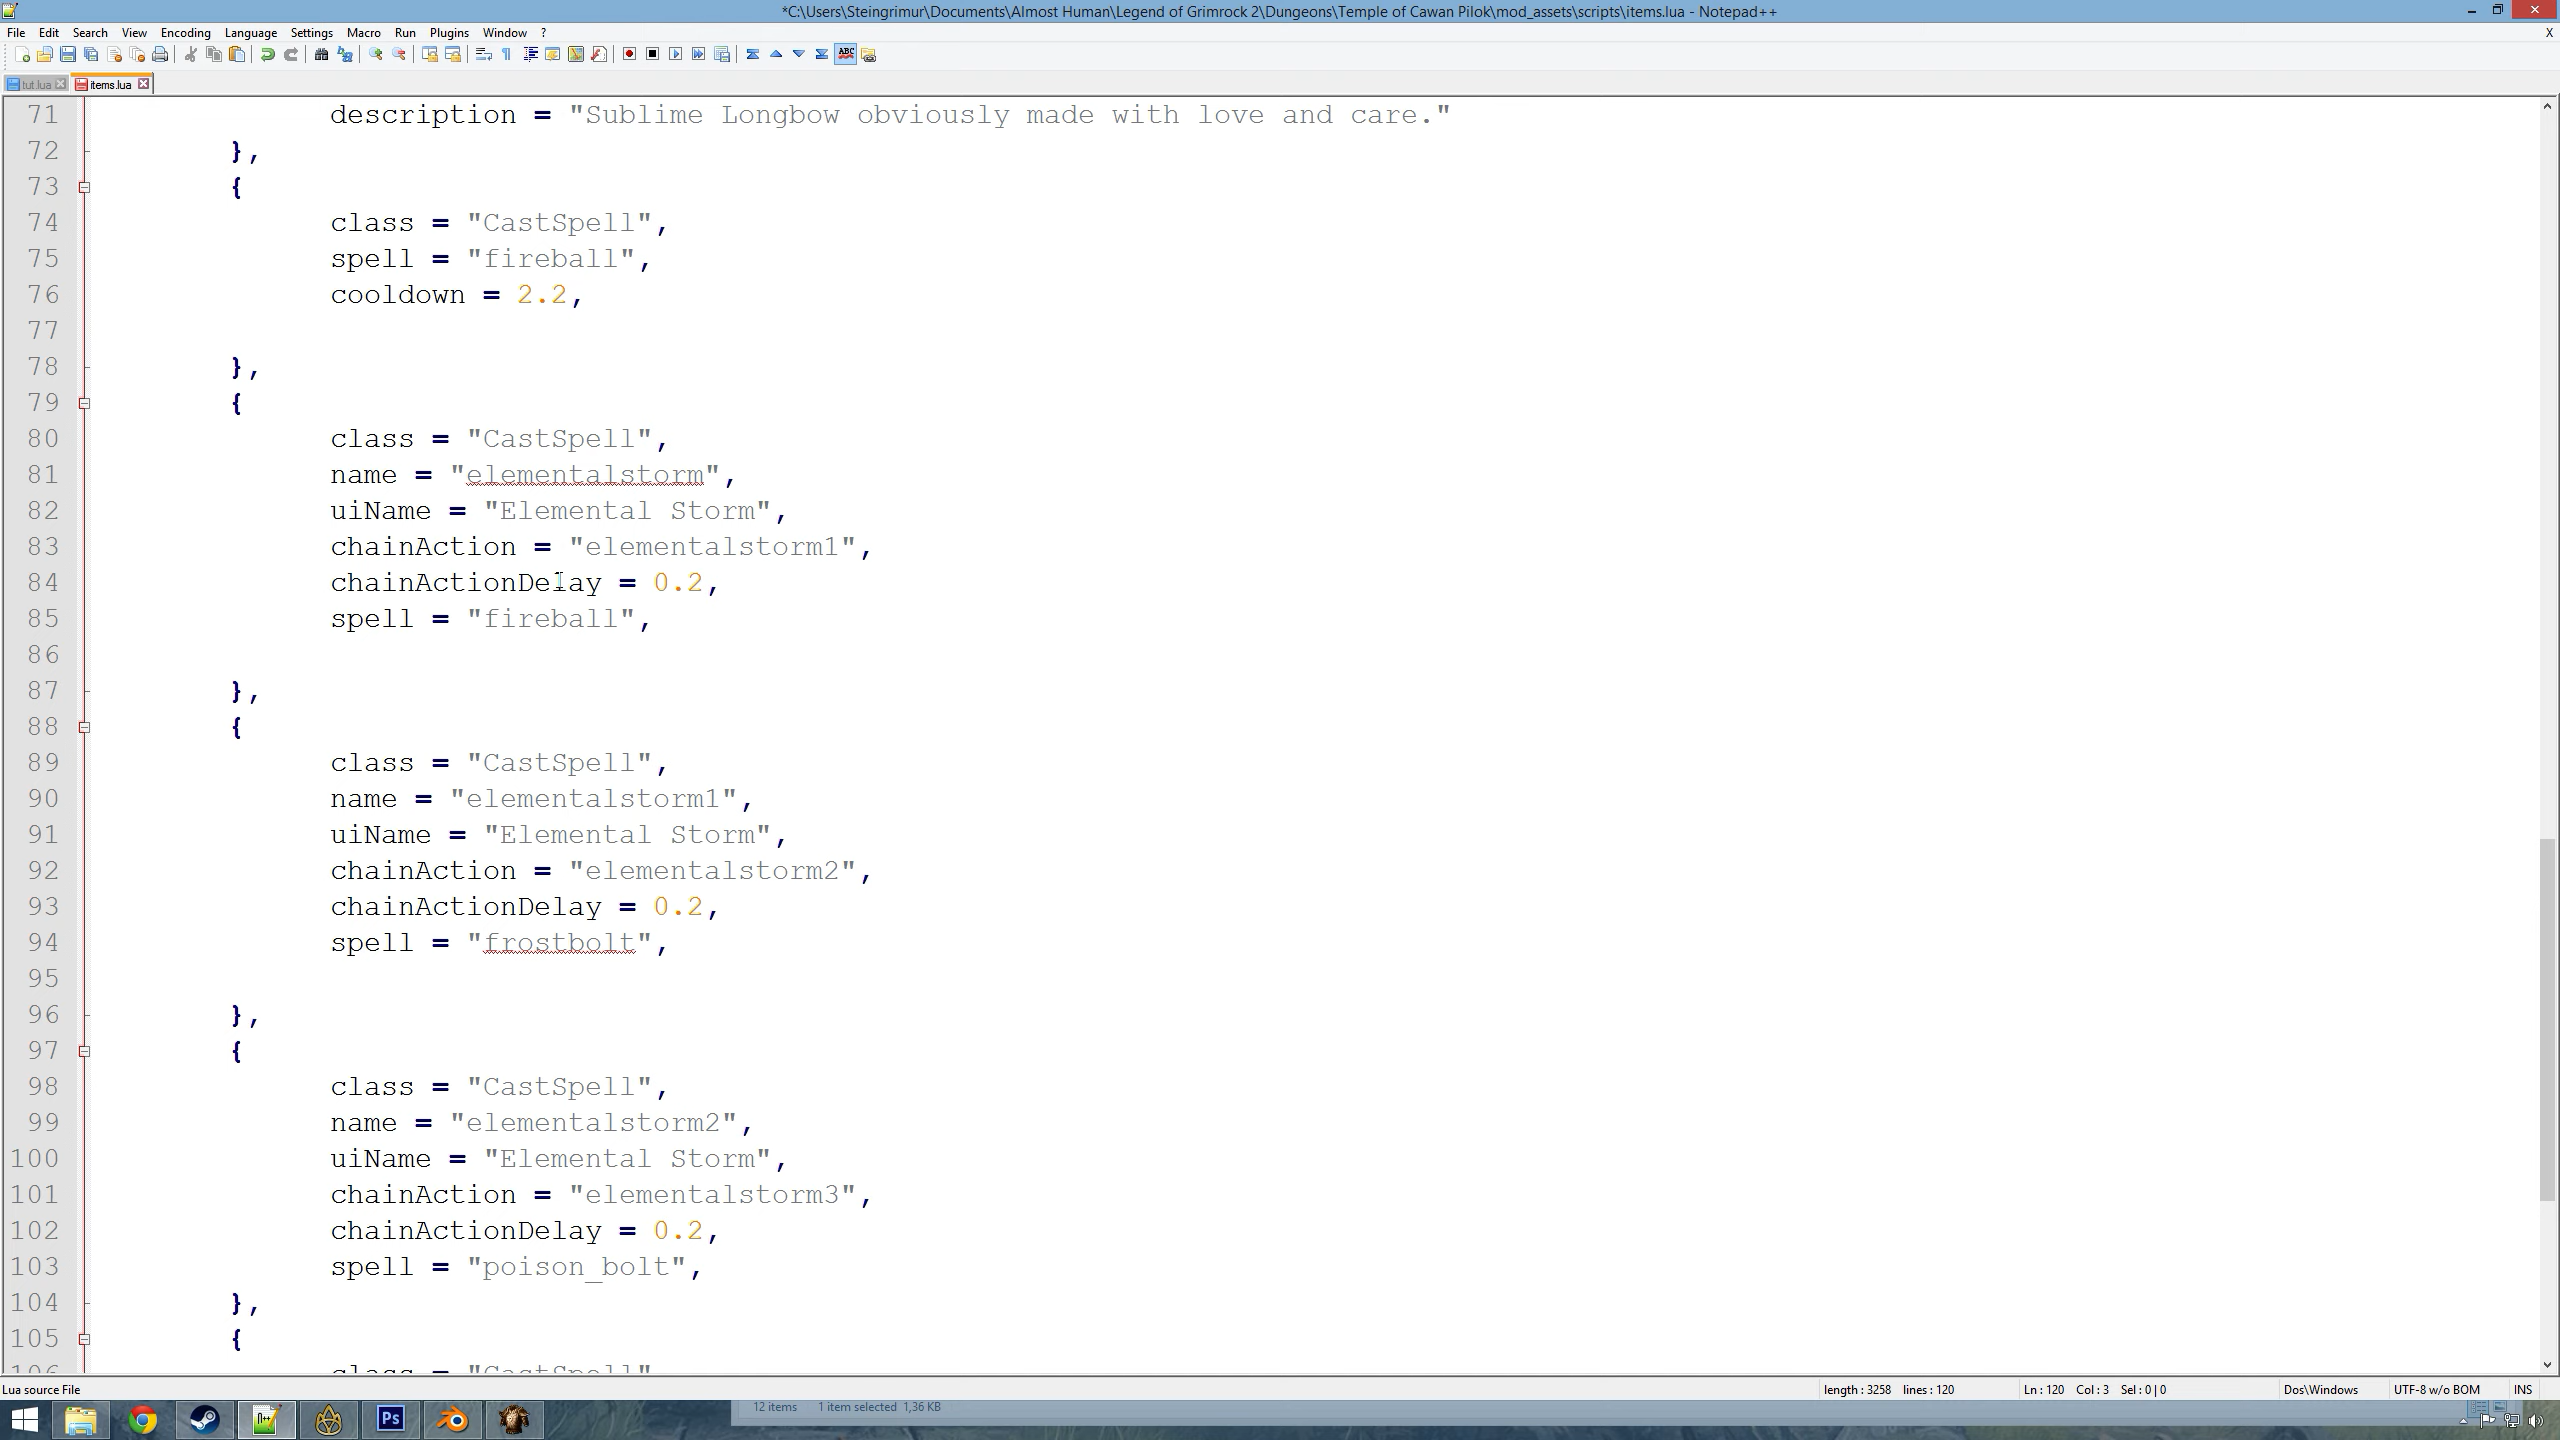 *C:\Users\Steingrimur\Documents\Almost Human\Legend of Grimrock 2\Dungeons\Temple of Cawan Pilok\mod_assets\scripts\items.lua - Notepad++
File Edit Search View Encoding Language Settings Macro Run Plugins Window ? X
tut.lua items.lua
71 description = "Sublime Longbow obviously made with love and care."
72 },
73 {
74 class = "CastSpell",
75 spell = "fireball",
76 cooldown = 2.2,
77
78 },
79 {
80 class = "CastSpell",
81 name = "elementalstorm",
82 uiName = "Elemental Storm",
83 chainAction = "elementalstorm1",
84 chainActionDelay = 0.2,
85 spell = "fireball",
86
87 },
88 {
89 class = "CastSpell",
90 name = "elementalstorm1",
91 uiName = "Elemental Storm",
92 chainAction = "elementalstorm2",
93 chainActionDelay = 0.2,
94 spell = "frostbolt",
95
96 },
97 {
98 class = "CastSpell",
99 name = "elementalstorm2",
100 uiName = "Elemental Storm",
101 chainAction = "elementalstorm3",
102 chainActionDelay = 0.2,
103 spell = "poison_bolt",
104 },
105 {
106 class = "CastSpell",
Lua source File length : 3258 lines : 120 Ln : 120 Col : 3 Sel : 0 | 0 Dos\Windows UTF-8 w/o BOM INS
12 items 1 item selected 1,36 KB